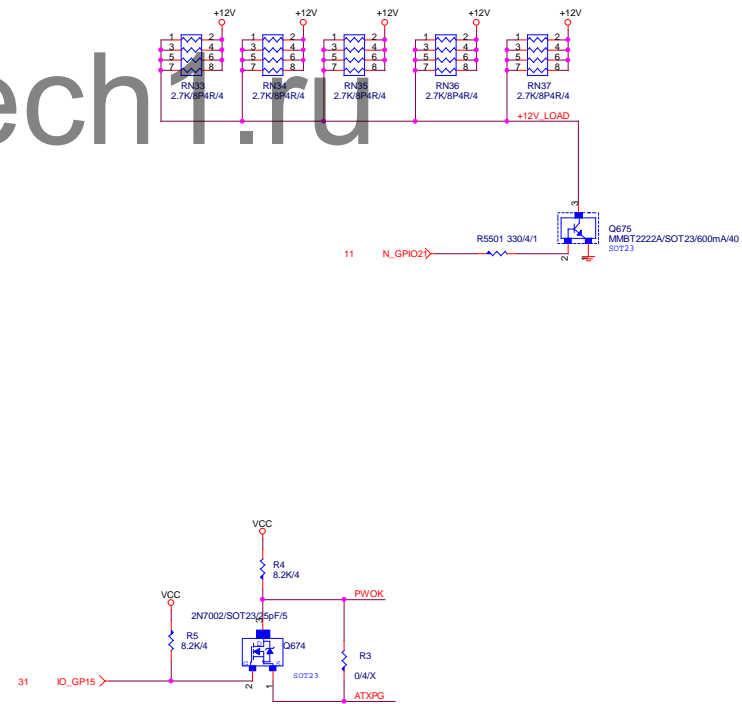 +12V +12V +12V +12V +12V
1 2 1 2 1 2 1 2 1 2
3 4 3 4 3 4 3 4 3 4
5 6 5 6 5 6 5 6 5 6
7 8 7 8 7 8 7 8 7 8
RN33 RN34 RN35 RN36 RN37
2.7K/8P4R/4 2.7K/8P4R/4 2.7K/8P4R/4 2.7K/8P4R/4 2.7K/8P4R/4
ech1.ru
+12V_LOAD
3
Q675
R5501 330/4/1 MMBT2222A/SOT23/600mA/40
SOT23
11 N_GPIO21
2 1
VCC
R4
8.2K/4
VCC PWOK
2N7002/SOT23/25pF/5
3
R5 D Q674
8.2K/4
R3
G S SOT23 0/4/X
31 IO_GP15
2 1
ATXPG